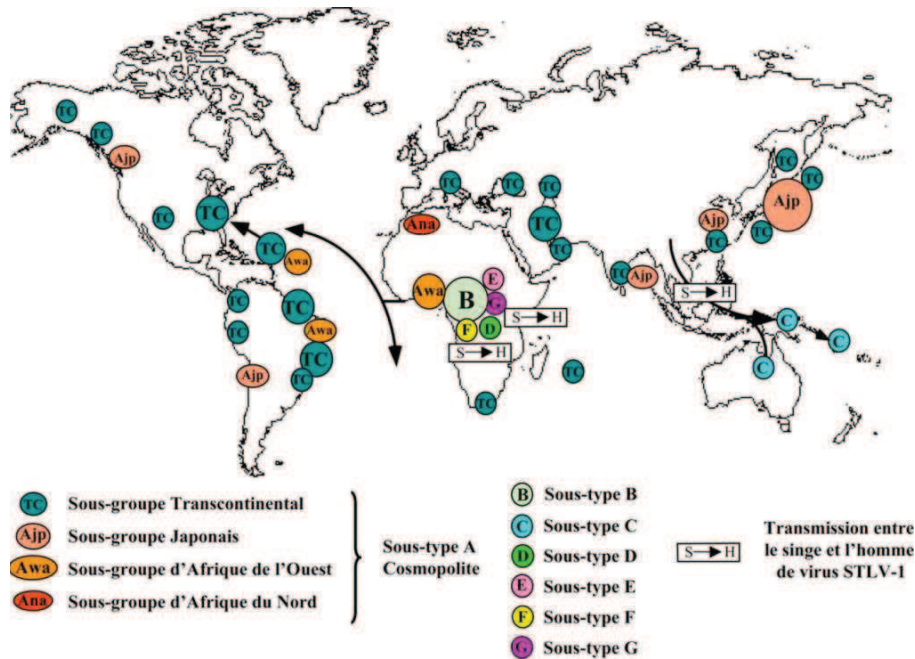 TC
TC
Ajp
TC
TC
TC
Awa
TC
TC
TC
Awa
TC
TC
Ajp
TC
TC
TC
TC
TC
Ana
Awa
B
E
G
F
D
S → H
S → H
TC
TC
TC
Ajp
TC
TC
Ajp
TC
Ajp
TC
S → H
C
C
C
TC Sous-groupe Transcontinental
Ajp Sous-groupe Japonais
Awa Sous-groupe d'Afrique de l'Ouest
Ana Sous-groupe d'Afrique du Nord
Sous-type A
Cosmopolite
B Sous-type B
C Sous-type C
D Sous-type D
E Sous-type E
F Sous-type F
G Sous-type G
S → H
Transmission entre
le singe et l'homme
de virus STLV-1